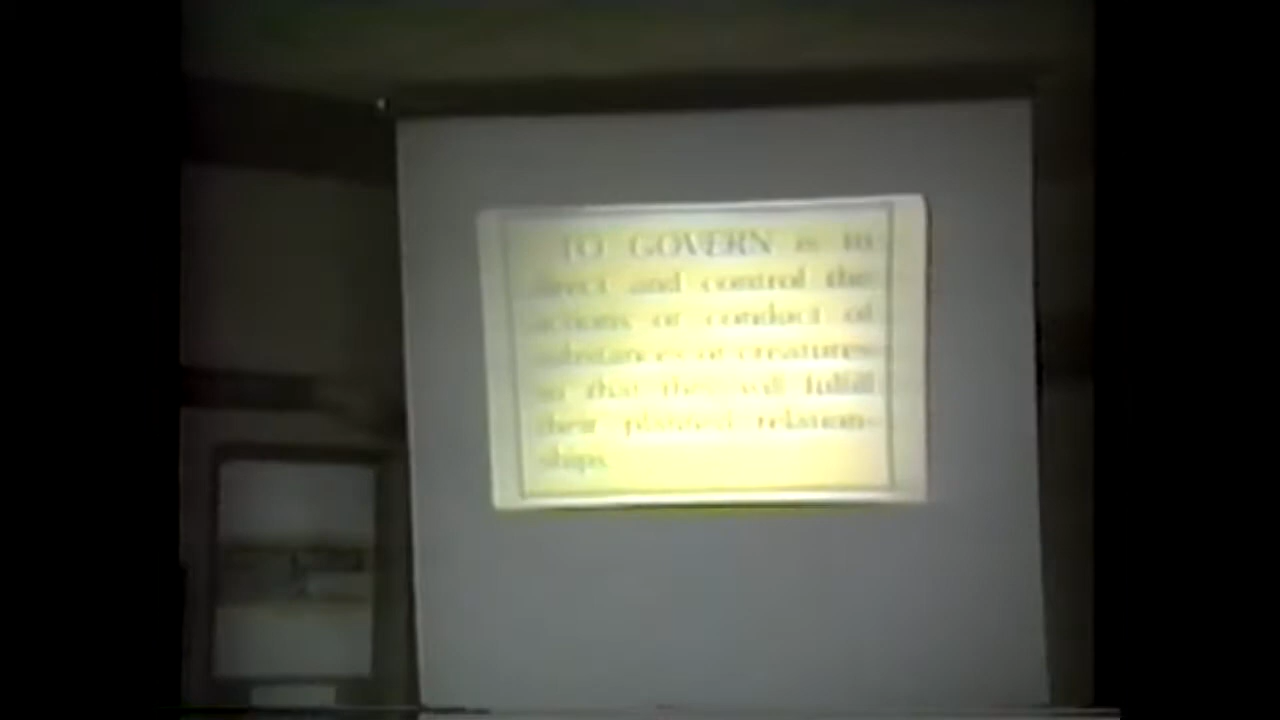 TO GOVERN is to
direct and control the
actions or conduct of
substances or creatures
so that they will fulfill
their planned relation-
ships.